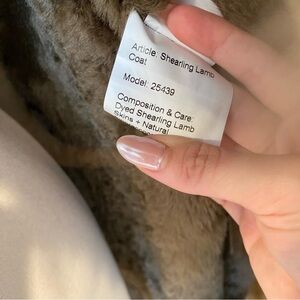 Article: Shearling Lamb
Coat
Model: 25439
Composition & Care:
Dyed Shearling Lamb
Skins + Natural